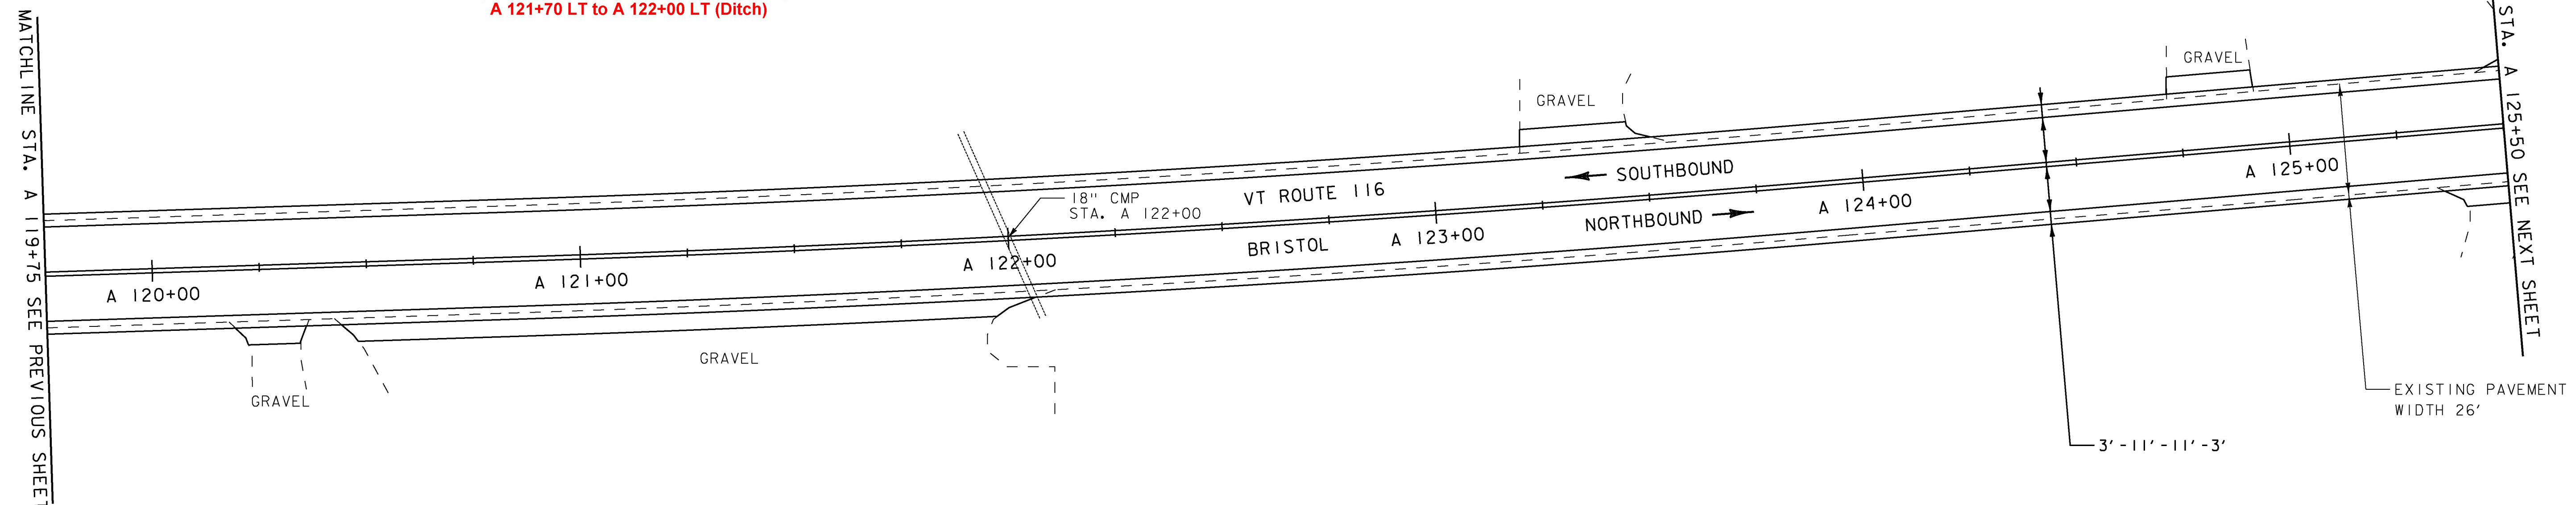 A 121+70 LT to A 122+00 LT (Ditch)
MATCHLINE STA. A 119+75 SEE PREVIOUS SHEET
A 120+00
GRAVEL
A 121+00
GRAVEL
18" CMP
STA. A 122+00
A 122+00
VT ROUTE 116
BRISTOL
A 123+00
GRAVEL
SOUTHBOUND
NORTHBOUND
A 124+00
GRAVEL
A 125+00
3'-11'-11'-3'
EXISTING PAVEMENT
WIDTH 26'
STA. A 125+50 SEE NEXT SHEET